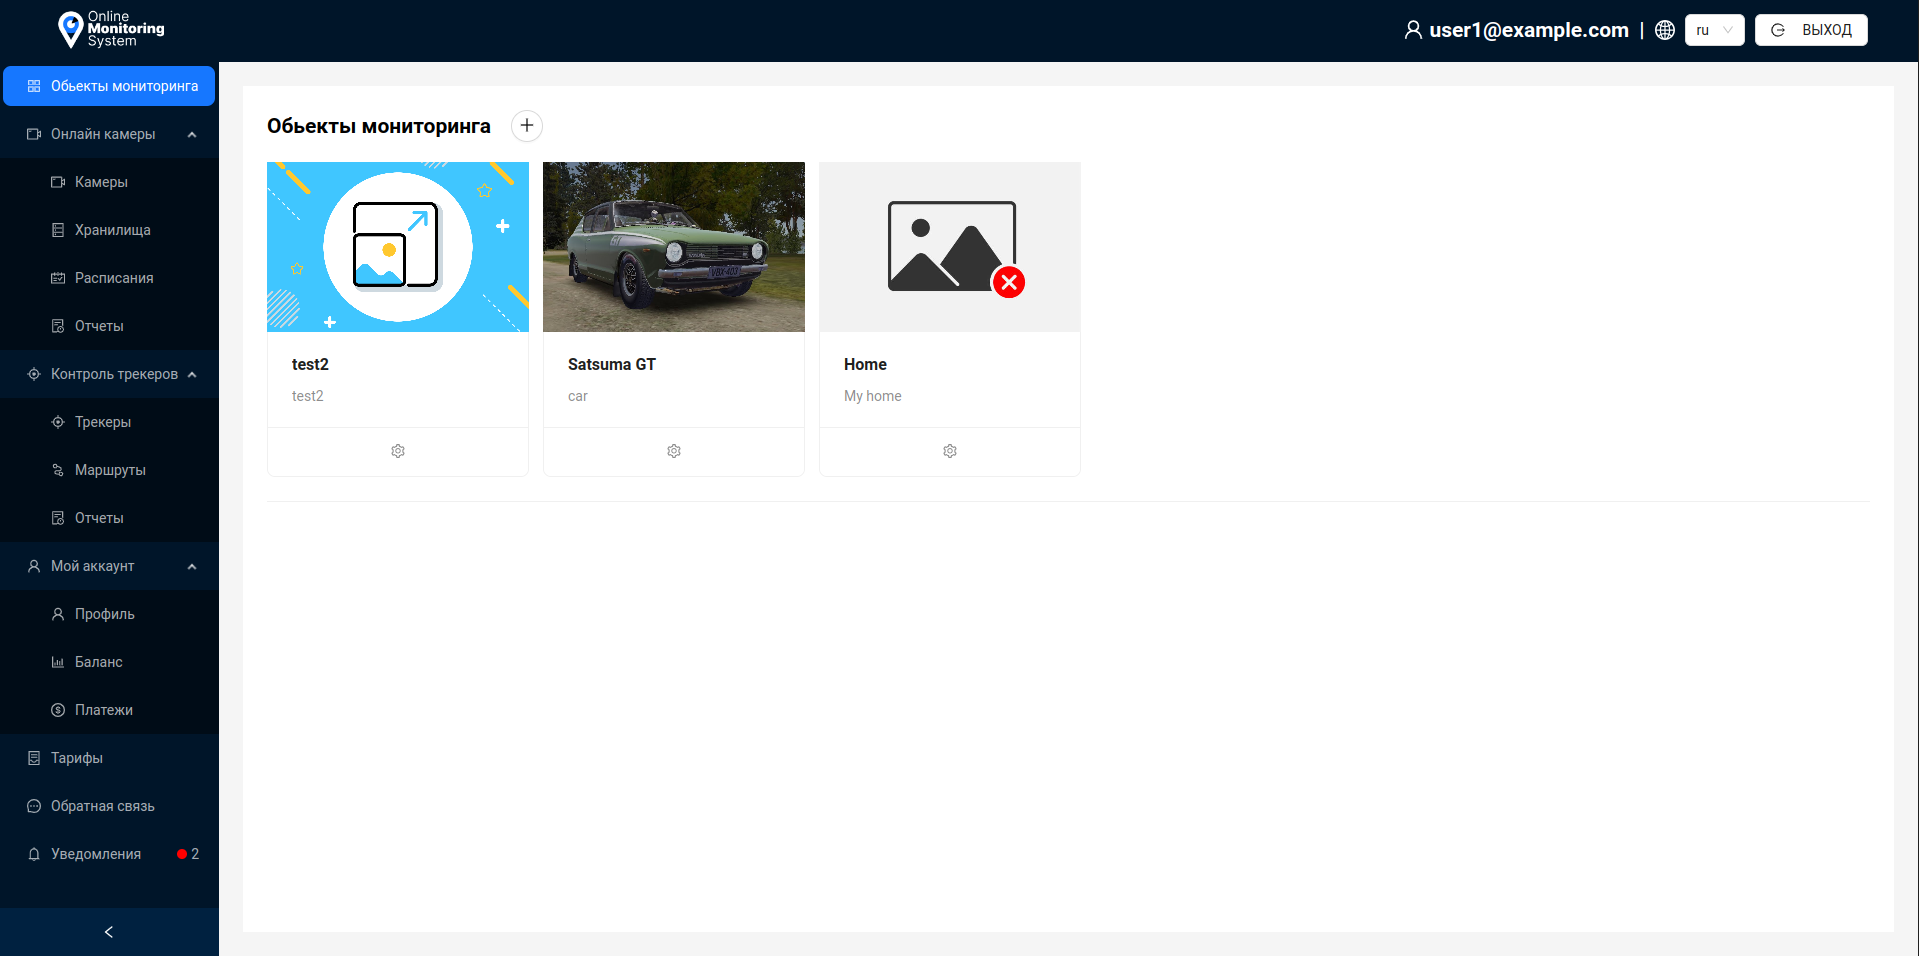 Online
Monitoring
System
user1@example.com |
ru
ВЫХОД
Обьекты мониторинга
Онлайн камеры
Камеры
Хранилища
Расписания
Отчеты
Контроль трекеров
Трекеры
Маршруты
Отчеты
Мой аккаунт
Профиль
Баланс
Платежи
Тарифы
Обратная связь
Уведомления 2
Обьекты мониторинга
test2
test2
Satsuma GT
car
Home
My home